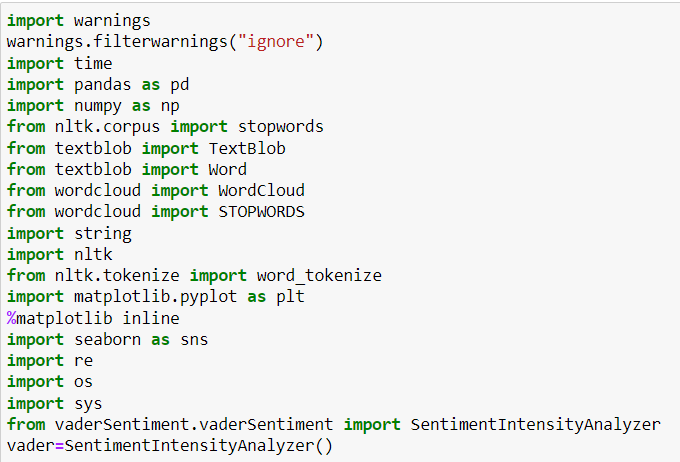 import warnings
warnings.filterwarnings("ignore")
import time
import pandas as pd
import numpy as np
from nltk.corpus import stopwords
from textblob import TextBlob
from textblob import Word
from wordcloud import WordCloud
from wordcloud import STOPWORDS
import string
import nltk
from nltk.tokenize import word_tokenize
import matplotlib.pyplot as plt
%matplotlib inline
import seaborn as sns
import re
import os
import sys
from vaderSentiment.vaderSentiment import SentimentIntensityAnalyzer
vader=SentimentIntensityAnalyzer()